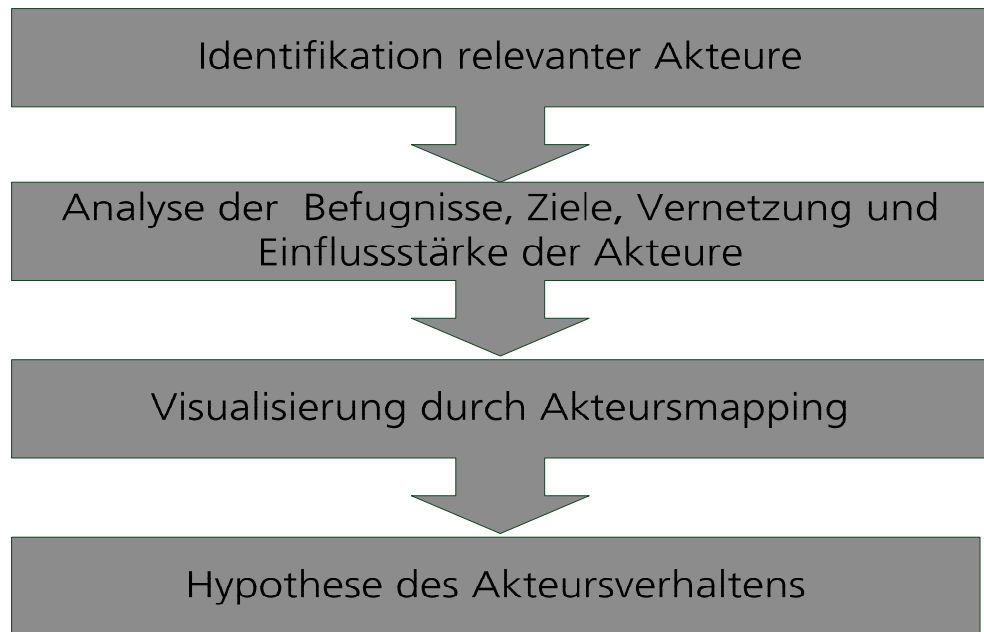 Identifikation relevanter Akteure
Analyse der Befugnisse, Ziele, Vernetzung und
Einflussstärke der Akteure
Visualisierung durch Akteursmapping
Hypothese des Akteursverhaltens